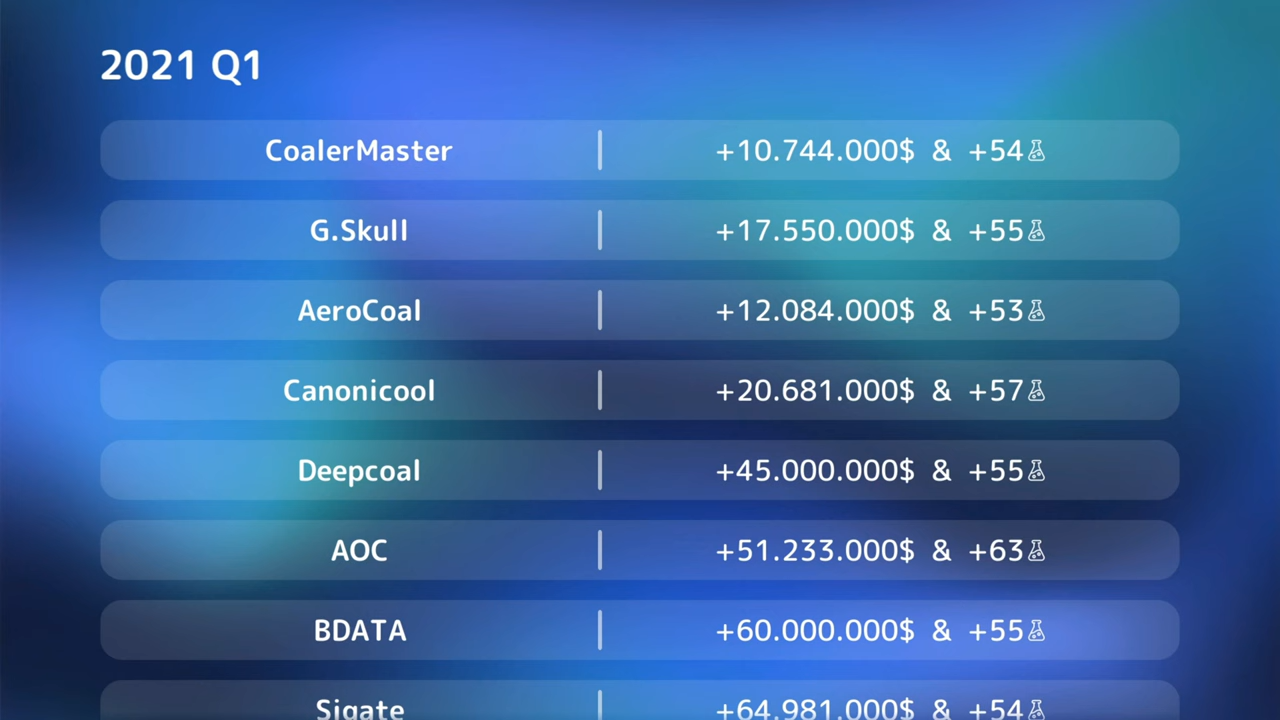 2021 Q1
CoalerMaster | +10.744.000$ & +54
G.Skull | +17.550.000$ & +55
AeroCoal | +12.084.000$ & +53
Canonicool | +20.681.000$ & +57
Deepcoal | +45.000.000$ & +55
AOC | +51.233.000$ & +63
BDATA | +60.000.000$ & +55
Sigate | +64.981.000$ & +54